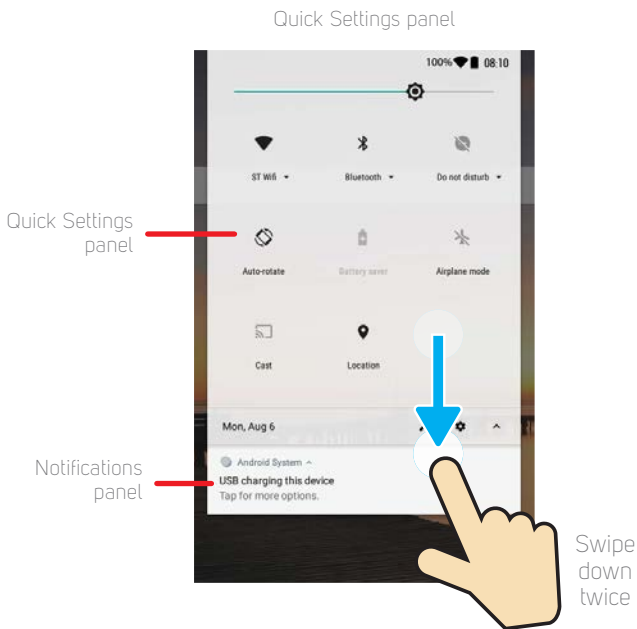 Quick Settings panel
100% 08:10
ST Wifi Bluetooth Do not disturb
Quick Settings
panel
Auto-rotate Battery saver Airplane mode
Cast Location
Mon, Aug 6
Android System
Notifications
panel
USB charging this device
Tap for more options.
Swipe
down
twice